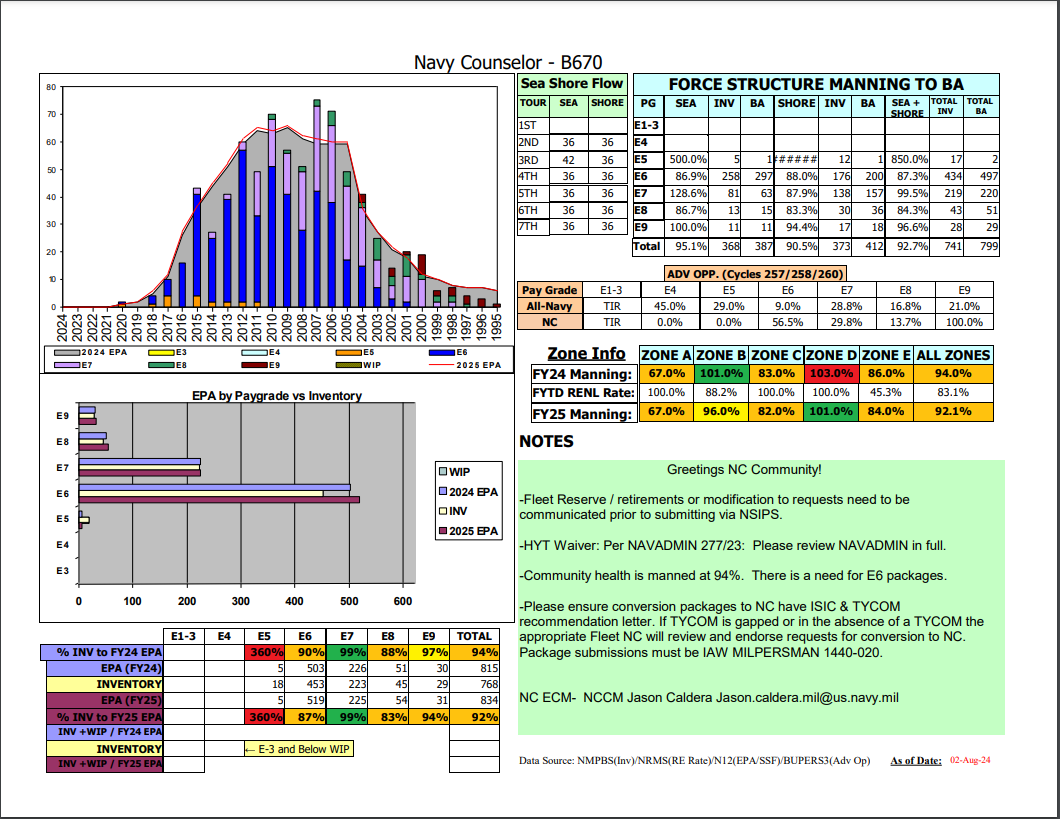 Navy Counselor - B670
80
70
60
50
40
30
20
10
0
2024 2023 2022 2021 2020 2019 2018 2017 2016 2015 2014 2013 2012 2011 2010 2009 2008 2007 2006 2005 2004 2003 2002 2001 2000 1999 1998 1997 1996 1995
2024 EPA E3 E4 E5 E6
E7 E8 E9 WIP 2025 EPA
Sea Shore Flow
TOUR SEA SHORE
1ST
2ND 36 36
3RD 42 36
4TH 36 36
5TH 36 36
6TH 36 36
7TH 36 36
FORCE STRUCTURE MANNING TO BA
PG SEA INV BA SHORE INV BA SEA + SHORE TOTAL INV TOTAL BA
E1-3
E4
E5 500.0% 5 1 ###### 12 1 850.0% 17 2
E6 86.9% 258 297 88.0% 176 200 87.3% 434 497
E7 128.6% 81 63 87.9% 138 157 99.5% 219 220
E8 86.7% 13 15 83.3% 30 36 84.3% 43 51
E9 100.0% 11 11 94.4% 17 18 96.6% 28 29
Total 95.1% 368 387 90.5% 373 412 92.7% 741 799
ADV OPP. (Cycles 257/258/260)
Pay Grade E1-3 E4 E5 E6 E7 E8 E9
All-Navy TIR 45.0% 29.0% 9.0% 28.8% 16.8% 21.0%
NC TIR 0.0% 0.0% 56.5% 29.8% 13.7% 100.0%
Zone Info ZONE A ZONE B ZONE C ZONE D ZONE E ALL ZONES
FY24 Manning: 67.0% 101.0% 83.0% 103.0% 86.0% 94.0%
FYTD RENL Rate: 100.0% 88.2% 100.0% 100.0% 45.3% 83.1%
FY25 Manning: 67.0% 96.0% 82.0% 101.0% 84.0% 92.1%
EPA by Paygrade vs Inventory
E9
E8
E7
E6
E5
E4
E3
0 100 200 300 400 500 600
WIP
2024 EPA
INV
2025 EPA
NOTES
Greetings NC Community!
-Fleet Reserve / retirements or modification to requests need to be
communicated prior to submitting via NSIPS.
-HYT Waiver: Per NAVADMIN 277/23: Please review NAVADMIN in full.
-Community health is manned at 94%. There is a need for E6 packages.
-Please ensure conversion packages to NC have ISIC & TYCOM
recommendation letter. If TYCOM is gapped or in the absence of a TYCOM the
appropriate Fleet NC will review and endorse requests for conversion to NC.
Package submissions must be IAW MILPERSMAN 1440-020.
NC ECM- NCCM Jason Caldera Jason.caldera.mil@us.navy.mil
E1-3 E4 E5 E6 E7 E8 E9 TOTAL
% INV to FY24 EPA 360% 90% 99% 88% 97% 94%
EPA (FY24) 5 503 226 51 30 815
INVENTORY 18 453 223 45 29 768
EPA (FY25) 5 519 225 54 31 834
% INV to FY25 EPA 360% 87% 99% 83% 94% 92%
INV +WIP / FY24 EPA
INVENTORY ← E-3 and Below WIP
INV +WIP / FY25 EPA
Data Source: NMPBS(Inv)/NRMS(RE Rate)/N12(EPA/SSF)/BUPERS3(Adv Op) As of Date: 02-Aug-24